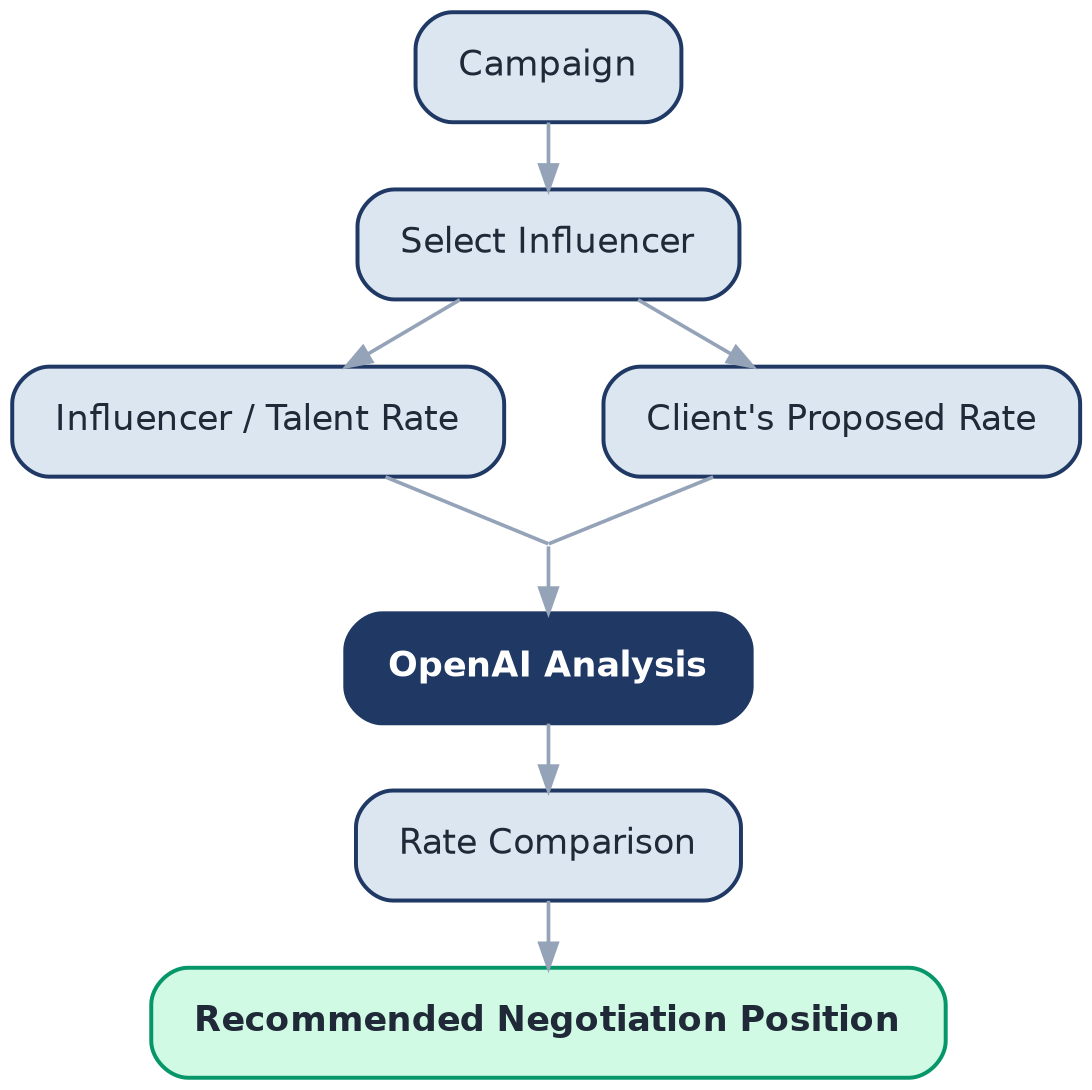 Campaign
Select Influencer
Influencer / Talent Rate
Client's Proposed Rate
OpenAI Analysis
Rate Comparison
Recommended Negotiation Position